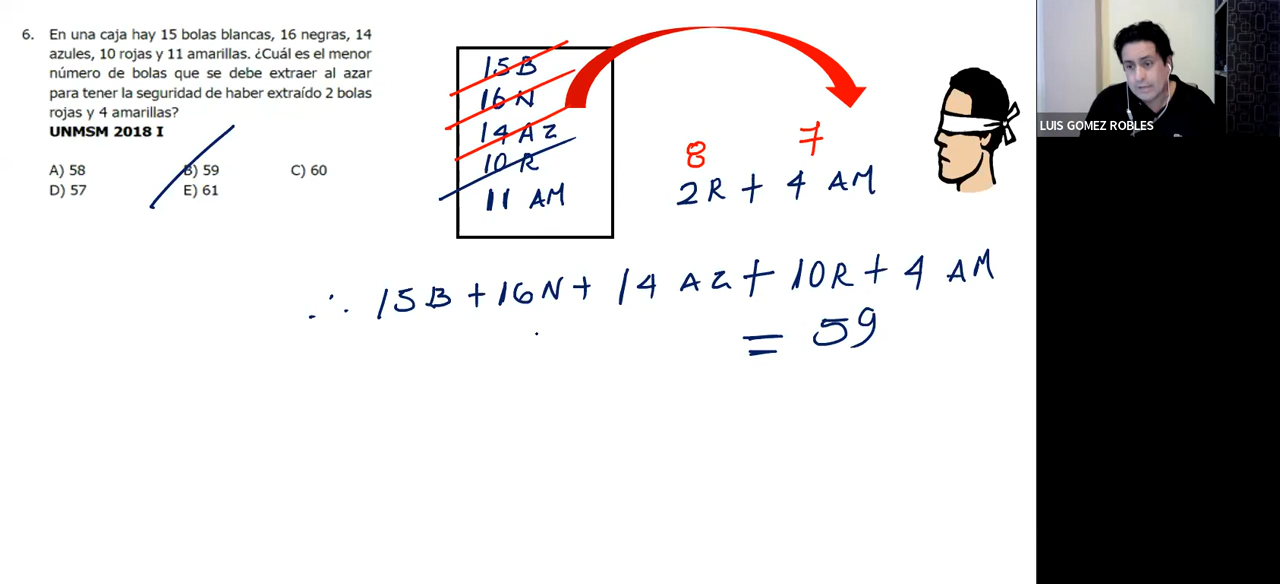 6. En una caja hay 15 bolas blancas, 16 negras, 14
azules, 10 rojas y 11 amarillas. ¿Cuál es el menor
número de bolas que se debe extraer al azar
para tener la seguridad de haber extraído 2 bolas
rojas y 4 amarillas?
UNMSM 2018 I
A) 58 B) 59 C) 60
D) 57 E) 61
15B
16N
14AZ
10R
11 AM
8 7
2R + 4 AM
∴ 15B + 16N + 14 AZ + 10R + 4 AM
= 59
LUIS GOMEZ ROBLES